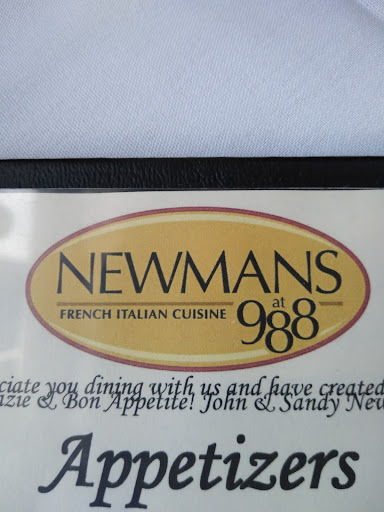 NEWMANS
at
FRENCH ITALIAN CUISINE 988
ciate you dining with us and have created
zie & Bon Appetite! John & Sandy New
Appetizers